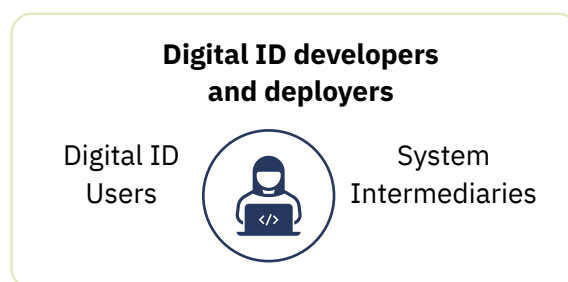 Digital ID developers
and deployers
Digital ID
Users
System
Intermediaries
</>